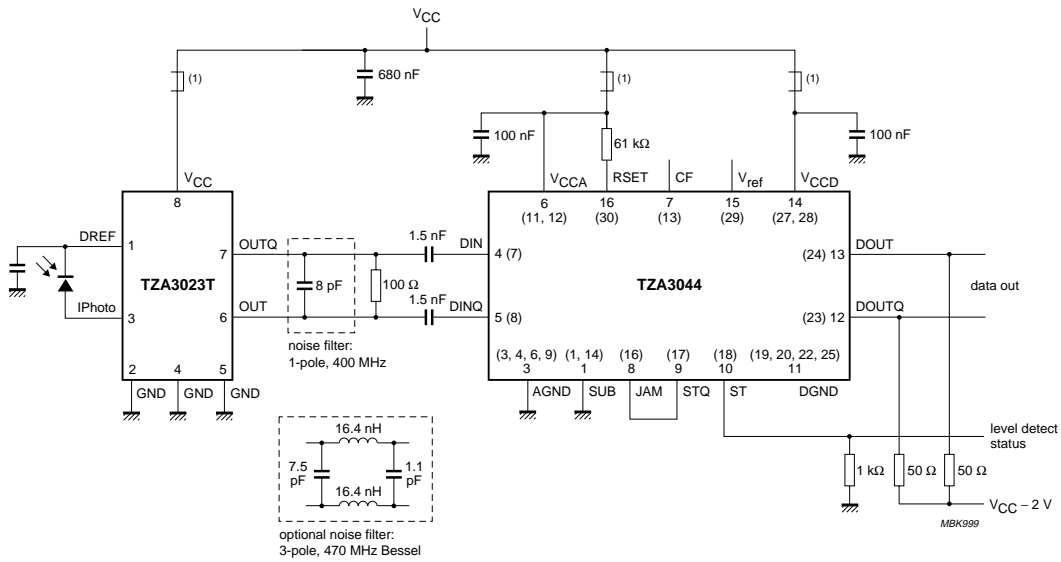 VCC
(1)
680 nF
(1)
(1)
100 nF
61 kΩ
100 nF
VCC
8
VCCA
6
(11, 12)
RSET
16
(30)
CF
7
(13)
Vref
15
(29)
VCCD
14
(27, 28)
DREF
1
IPhoto
3
TZA3023T
7
OUTQ
6
OUT
8 pF
100 Ω
1.5 nF
1.5 nF
DIN
4 (7)
DINQ
5 (8)
TZA3044
(24) 13
DOUT
(23) 12
DOUTQ
data out
noise filter:
1-pole, 400 MHz
2
GND
4
GND
5
GND
(3, 4, 6, 9)
3
AGND
(1, 14)
1
SUB
(16)
8
JAM
(17)
9
STQ
(18)
10
ST
(19, 20, 22, 25)
11
DGND
level detect
status
1 kΩ
50 Ω
50 Ω
VCC – 2 V
MBK999
16.4 nH
7.5
pF
1.1
pF
16.4 nH
optional noise filter:
3-pole, 470 MHz Bessel